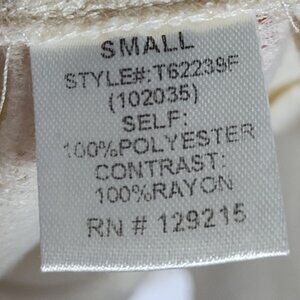 SMALL
STYLE#:T62239F
(102035)
SELF:
100%POLYESTER
CONTRAST:
100%RAYON
RN # 129215